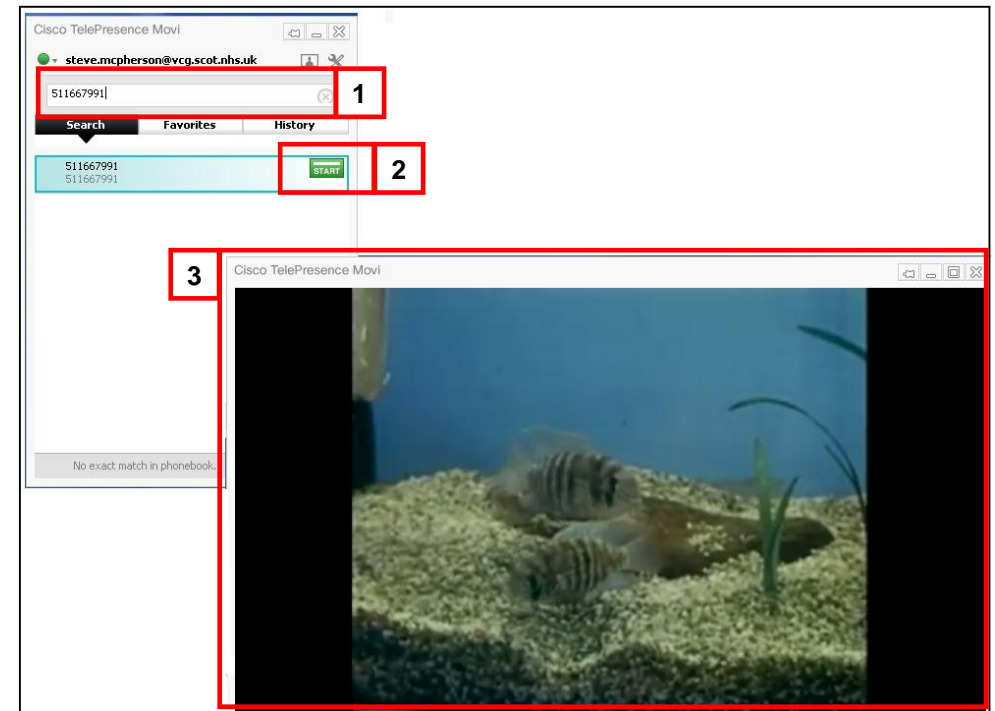 Cisco TelePresence Movi
steve.mcpherson@vcg.scot.nhs.uk
511667991
1
Search Favorites History
511667991
START
2
511667991
3
Cisco TelePresence Movi
No exact match in phonebook.